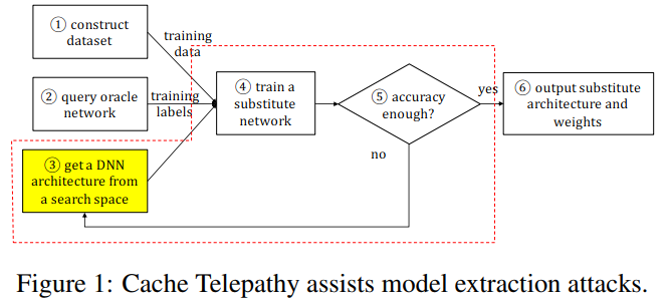 ① construct
dataset
training
data
② query oracle
network
training
labels
③ get a DNN
architecture from
a search space
④ train a
substitute
network
⑤ accuracy
enough?
yes
no
⑥ output substitute
architecture and
weights
Figure 1: Cache Telepathy assists model extraction attacks.